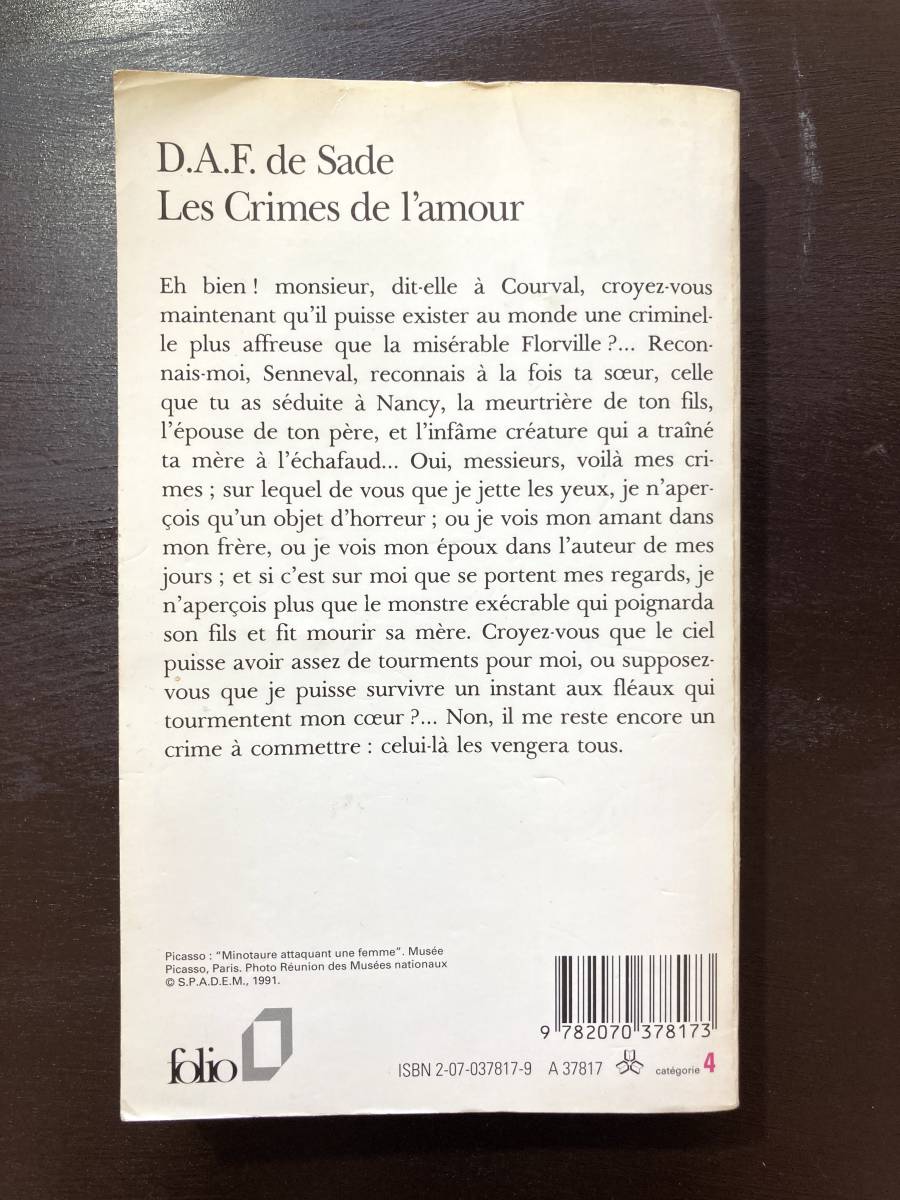 D.A.F. de Sade
Les Crimes de l'amour
Eh bien ! monsieur, dit-elle à Courval, croyez-vous
maintenant qu'il puisse exister au monde une criminel-
le plus affreuse que la misérable Florville ?... Recon-
nais-moi, Senneval, reconnais à la fois ta sœur, celle
que tu as séduite à Nancy, la meurtrière de ton fils,
l'épouse de ton père, et l'infâme créature qui a traîné
ta mère à l'échafaud... Oui, messieurs, voilà mes cri-
mes ; sur lequel de vous que je jette les yeux, je n'aper-
çois qu'un objet d'horreur ; ou je vois mon amant dans
mon frère, ou je vois mon époux dans l'auteur de mes
jours ; et si c'est sur moi que se portent mes regards, je
n'aperçois plus que le monstre exécrable qui poignarda
son fils et fit mourir sa mère. Croyez-vous que le ciel
puisse avoir assez de tourments pour moi, ou supposez-
vous que je puisse survivre un instant aux fléaux qui
tourmentent mon cœur ?... Non, il me reste encore un
crime à commettre : celui-là les vengera tous.
Picasso : "Minotaure attaquant une femme". Musée
Picasso, Paris. Photo Réunion des Musées nationaux
© S.P.A.D.E.M., 1991.
9 782070 378173
folio
ISBN 2-07-037817-9 A 37817 catégorie 4